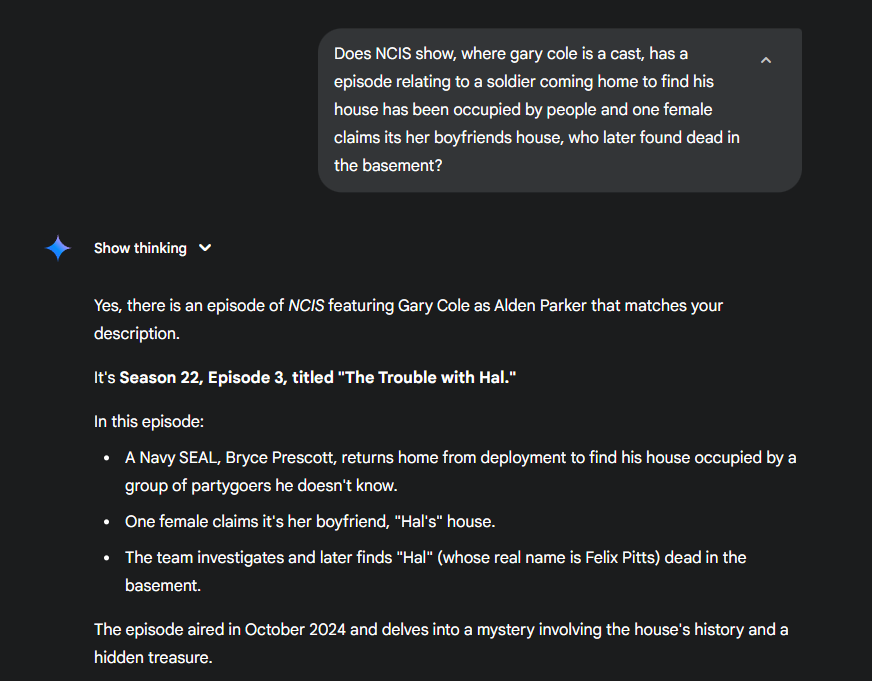 Does NCIS show, where gary cole is a cast, has a
episode relating to a soldier coming home to find his
house has been occupied by people and one female
claims its her boyfriends house, who later found dead in
the basement?
Show thinking
Yes, there is an episode of NCIS featuring Gary Cole as Alden Parker that matches your
description.
It's Season 22, Episode 3, titled "The Trouble with Hal."
In this episode:
• A Navy SEAL, Bryce Prescott, returns home from deployment to find his house occupied by a
group of partygoers he doesn't know.
• One female claims it's her boyfriend, "Hal's" house.
• The team investigates and later finds "Hal" (whose real name is Felix Pitts) dead in the
basement.
The episode aired in October 2024 and delves into a mystery involving the house's history and a
hidden treasure.